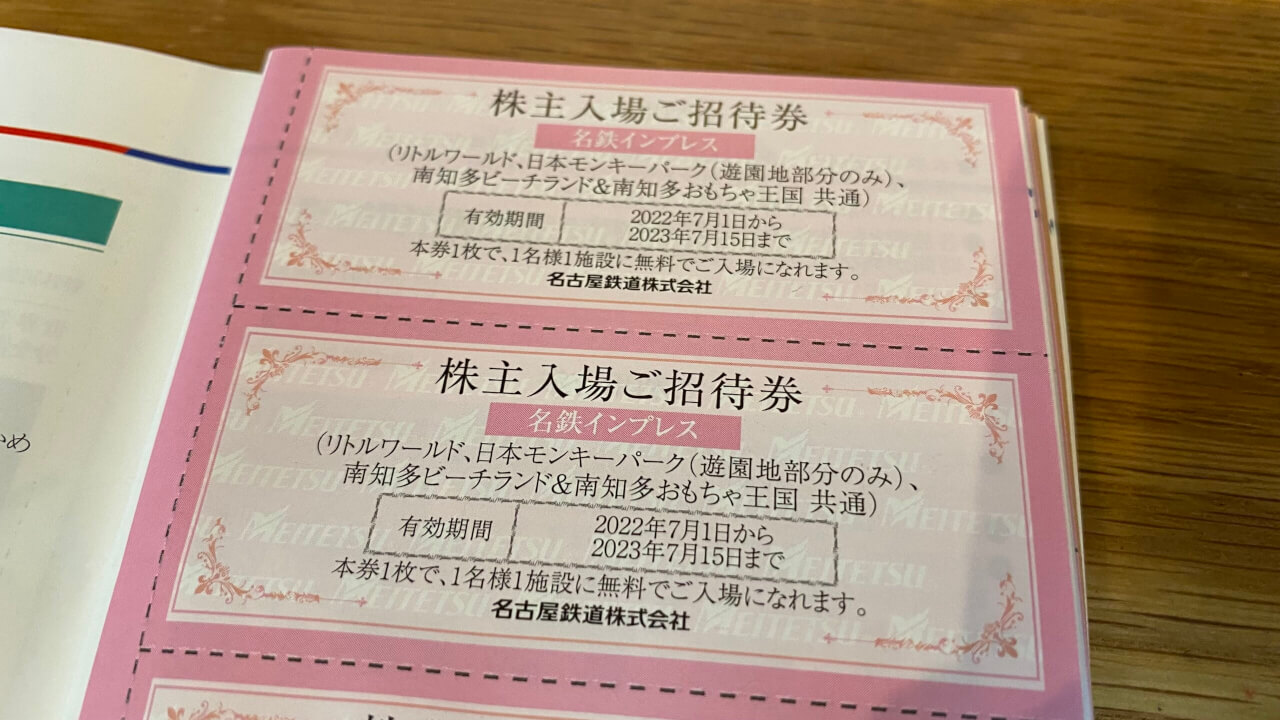 株主入場ご招待券
名鉄インプレス
(リトルワールド、日本モンキーパーク(遊園地部分のみ)、
南知多ビーチランド&南知多おもちゃ王国 共通)
有効期間
2022年7月1日から
2023年7月15日まで
本券1枚で、1名様1施設に無料でご入場になれます。
名古屋鉄道株式会社
株主入場ご招待券
名鉄インプレス
(リトルワールド、日本モンキーパーク(遊園地部分のみ)、
南知多ビーチランド&南知多おもちゃ王国 共通)
有効期間
2022年7月1日から
2023年7月15日まで
本券1枚で、1名様1施設に無料でご入場になれます。
名古屋鉄道株式会社
MEITETSU